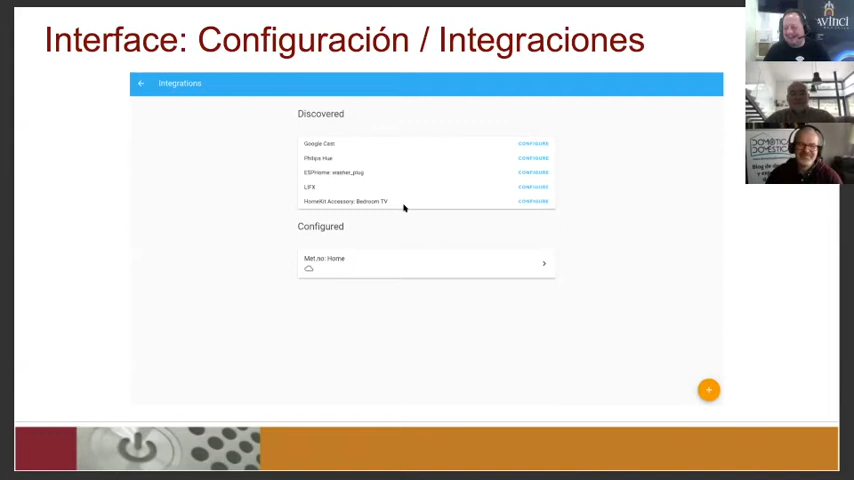 Interface: Configuración / Integraciones
Integrations
Discovered
Google Cast CONFIGURE
Philips Hue CONFIGURE
ESPHome: washer_plug CONFIGURE
LIFX CONFIGURE
HomeKit Accessory: Bedroom TV CONFIGURE
Configured
Met.no: Home
+